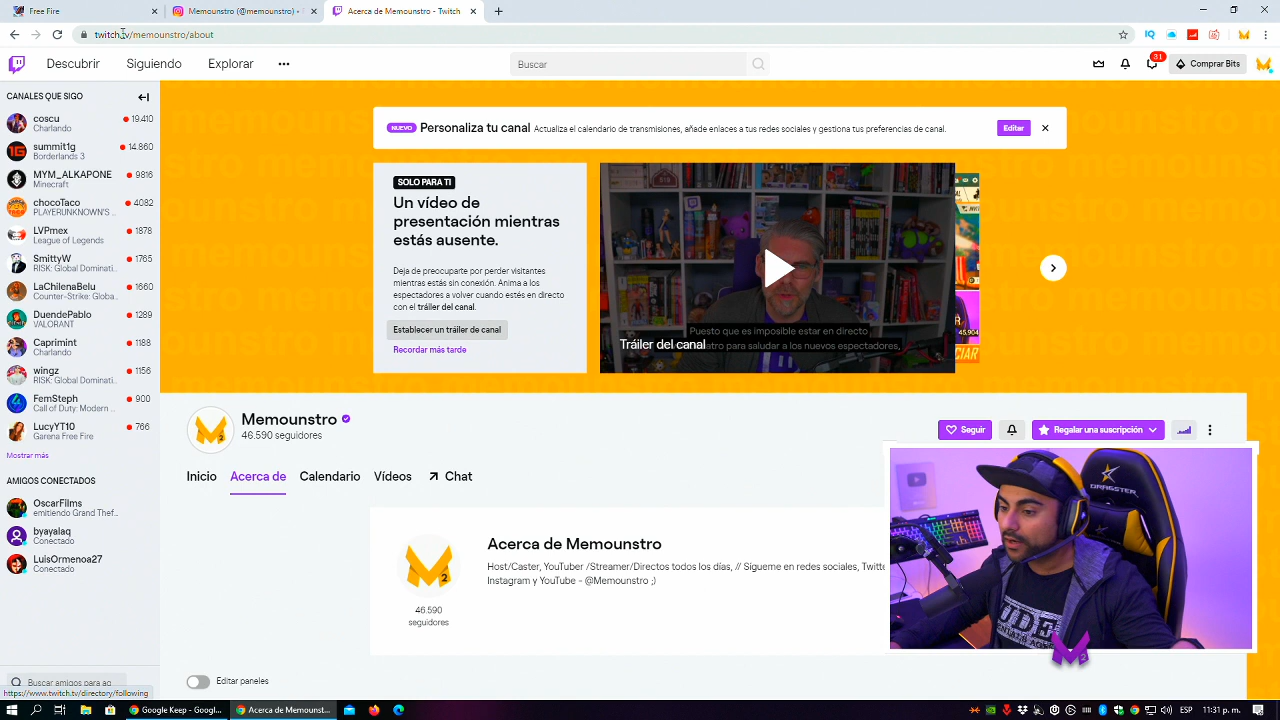 Free Fire
Memounstro (@memounstro) •
Acerca de Memounstro - Twitch
twitch.tv/memounstro/about
Descubrir
Siguiendo
Explorar
Buscar
31
Comprar Bits
CANALES QUE SIGO
coscu
19.410
Charlando
summit1g
14.860
Borderlands 3
MYM_ALKAPONE
9816
Minecraft
chocoTaco
4082
PLAYERUNKNOWN'S ..
LVPmex
1878
League of Legends
SmittyW
1765
RISK: Global Dominati..
LaChilenaBelu
1660
Counter-Strike: Globa..
DuendePablo
1289
VALORANT
Caprimint
1188
Charlando
wingz
1156
RISK: Global Dominati..
FemSteph
900
Call of Duty: Modern ..
LucyYT10
766
Garena Free Fire
Mostrar más
AMIGOS CONECTADOS
OscarFilms
emitiendo Grand Thef..
byayalaq
Conectado
LuisOrmenoa27
Conectado
Buscar amigos para ag
https://www.twitch.tv/directory/following
NUEVO
Personaliza tu canal
Actualiza el calendario de transmisiones, añade enlaces a tus redes sociales y gestiona tus preferencias de canal.
Editar
SOLO PARA TI
Un vídeo de
presentación mientras
estás ausente.
Deja de preocuparte por perder visitantes
mientras estás sin conexión. Anima a los
espectadores a volver cuando estés en directo
con el tráiler del canal.
Establecer un tráiler de canal
Recordar más tarde
Puesto que es imposible estar en directo
Tráiler del canal
atro para saludar a los nuevos espectadores,
45,904
CIAR
Memounstro
46.590 seguidores
Seguir
Regalar una suscripción
Inicio
Acerca de
Calendario
Vídeos
Chat
Acerca de Memounstro
Host/Caster, YouTuber /Streamer/Directos todos los días, // Sigueme en redes sociales, Twitte
Instagram y YouTube - @Memounstro ;)
46.590
seguidores
DRAGSTER
Editar paneles
Google Keep - Googl...
Acerca de Memounst...
ESP
11:31 p. m.